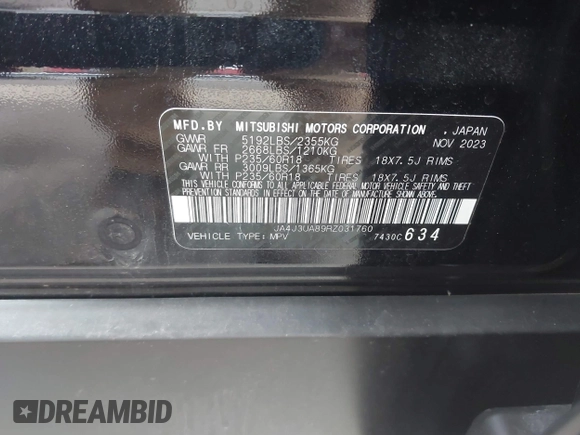 MFD.BY MITSUBISHI MOTORS CORPORATION , JAPAN
GVWR 5192LBS/2355KG NOV 2023
GAWR FR 2668LBS/1210KG
WITH P235/60R18 TIRES 18X7.5J RIMS
GAWR RR 3009LBS/1365KG
WITH P235/60R18 TIRES 18X7.5J RIMS
THIS VEHICLE CONFORMS TO ALL APPLICABLE FEDERAL MOTOR VEHICLE SAFETY AND THEFT
PREVENTION STANDARDS IN EFFECT ON THE DATE OF MANUFACTURE SHOWN ABOVE.
JA4J3UAB9RZ031760
VEHICLE TYPE: MPV 7430C 634
DREAMBID